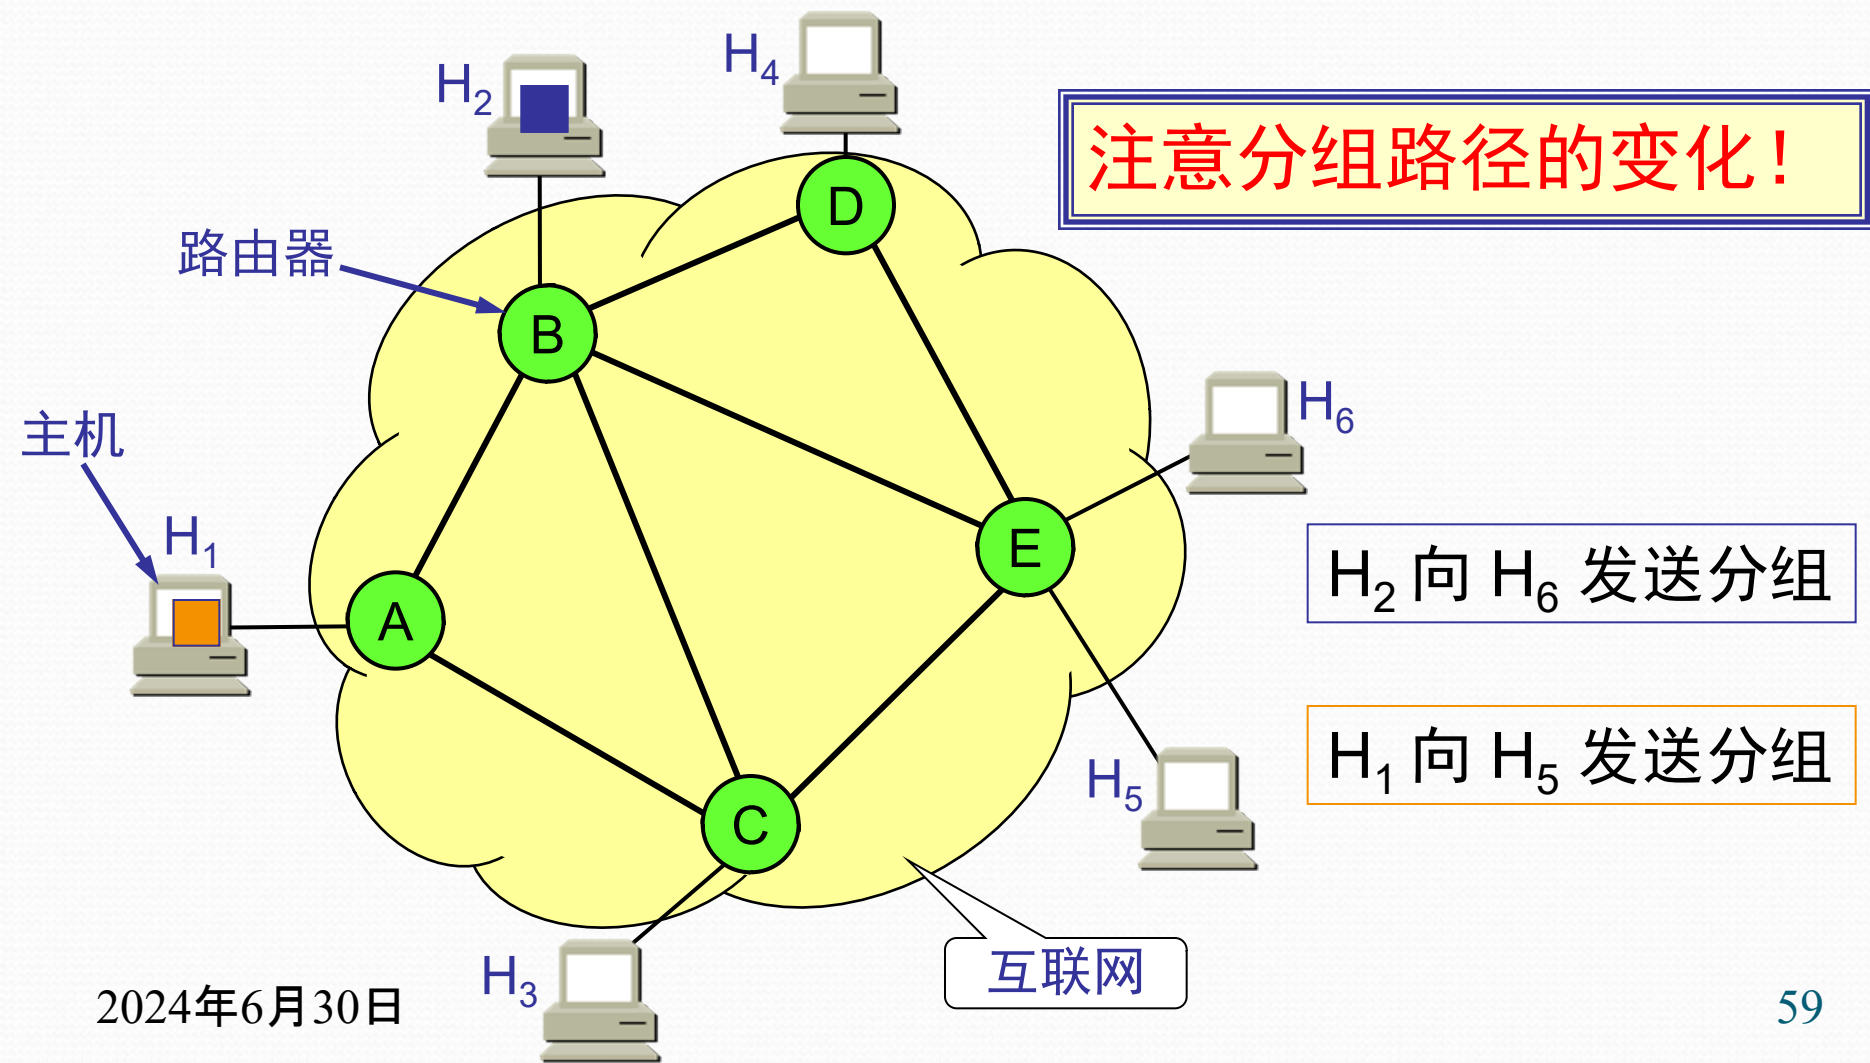 H₂
H₄
注意分组路径的变化！
D
路由器
B
H₆
主机
H₁
E
H₂ 向 H₆ 发送分组
A
H₅
H₁ 向 H₅ 发送分组
C
互联网
H₃
2024年6月30日
59